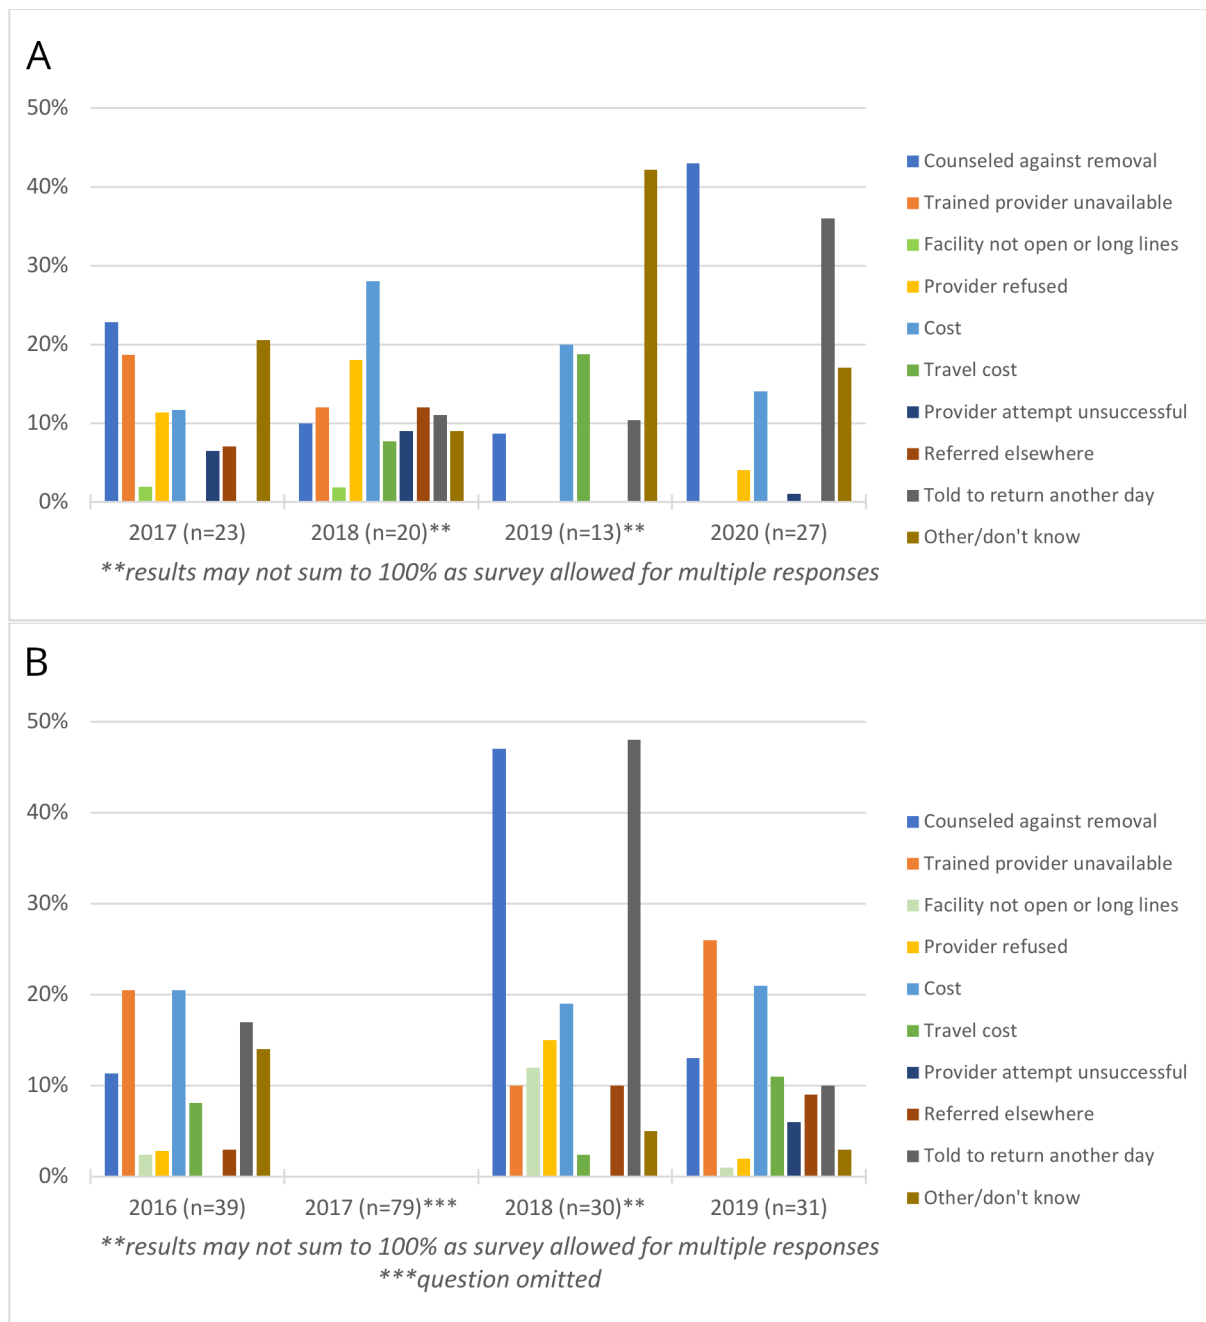 A
50%
40%
30%
20%
10%
0%
2017 (n=23)
2018 (n=20)**
2019 (n=13)**
2020 (n=27)
**results may not sum to 100% as survey allowed for multiple responses
Counseled against removal
Trained provider unavailable
Facility not open or long lines
Provider refused
Cost
Travel cost
Provider attempt unsuccessful
Referred elsewhere
Told to return another day
Other/don't know
B
50%
40%
30%
20%
10%
0%
2016 (n=39)
2017 (n=79)***
2018 (n=30)**
2019 (n=31)
**results may not sum to 100% as survey allowed for multiple responses
***question omitted
Counseled against removal
Trained provider unavailable
Facility not open or long lines
Provider refused
Cost
Travel cost
Provider attempt unsuccessful
Referred elsewhere
Told to return another day
Other/don't know